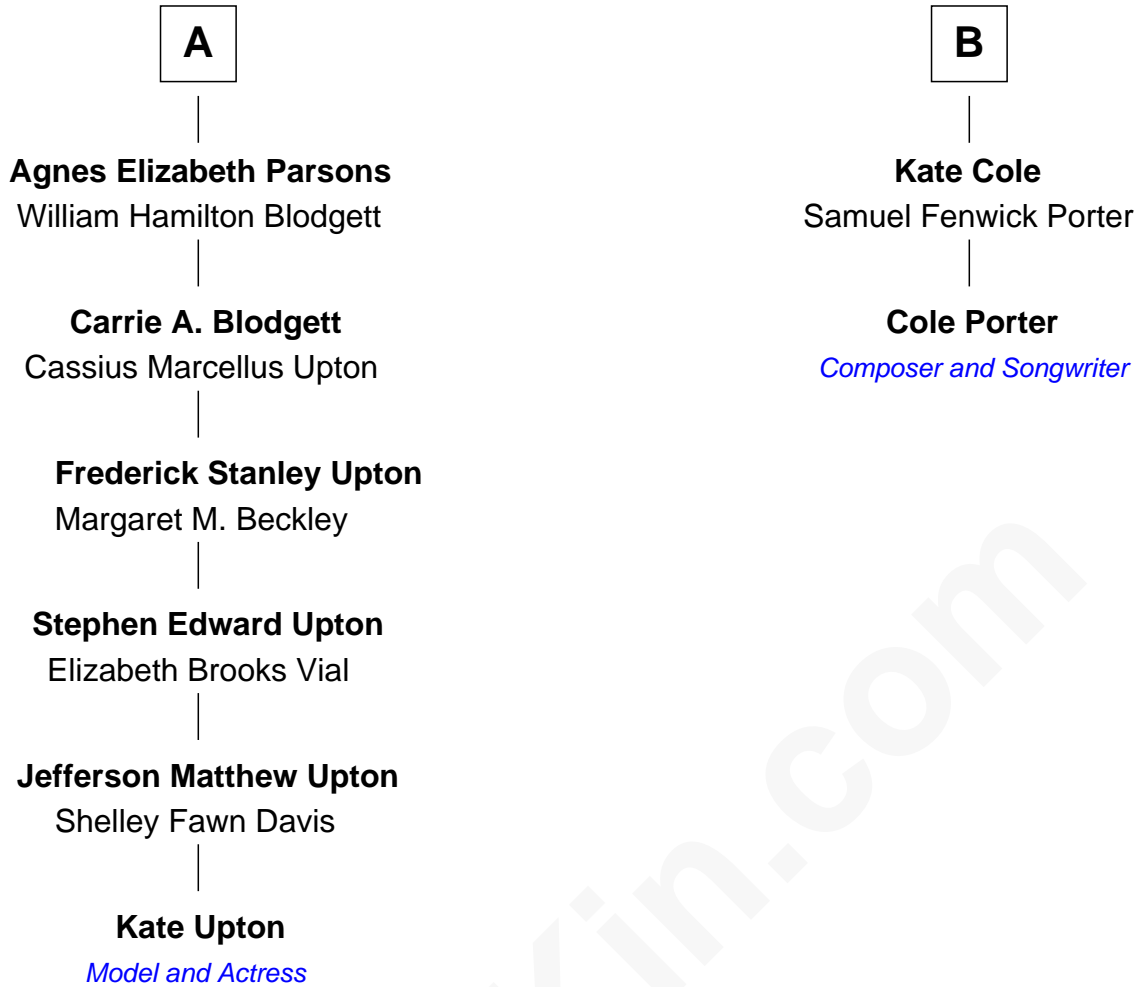 A
Agnes Elizabeth Parsons
William Hamilton Blodgett
Carrie A. Blodgett
Cassius Marcellus Upton
Frederick Stanley Upton
Margaret M. Beckley
Stephen Edward Upton
Elizabeth Brooks Vial
Jefferson Matthew Upton
Shelley Fawn Davis
Kate Upton
Model and Actress
B
Kate Cole
Samuel Fenwick Porter
Cole Porter
Composer and Songwriter
Kin.com